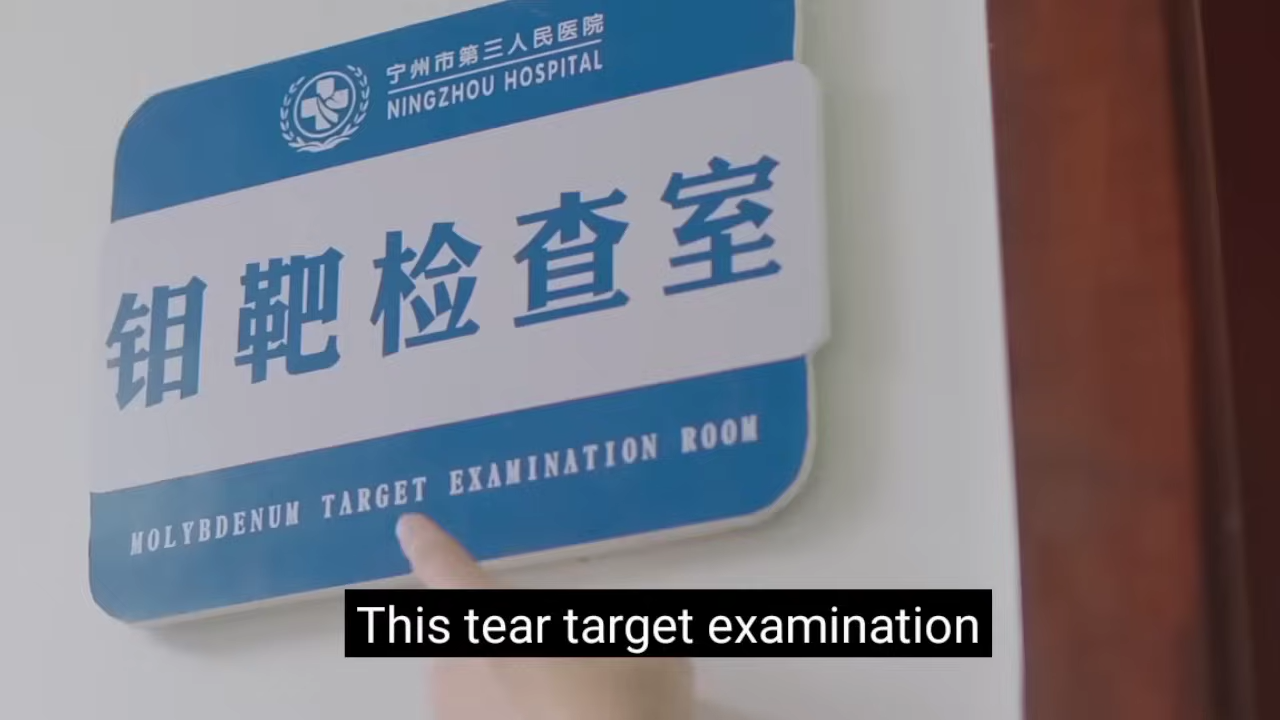 宁州市第三人民医院
NINGZHOU HOSPITAL
钼靶检查室
MOLYBDENUM TARGET EXAMINATION ROOM
This tear target examination